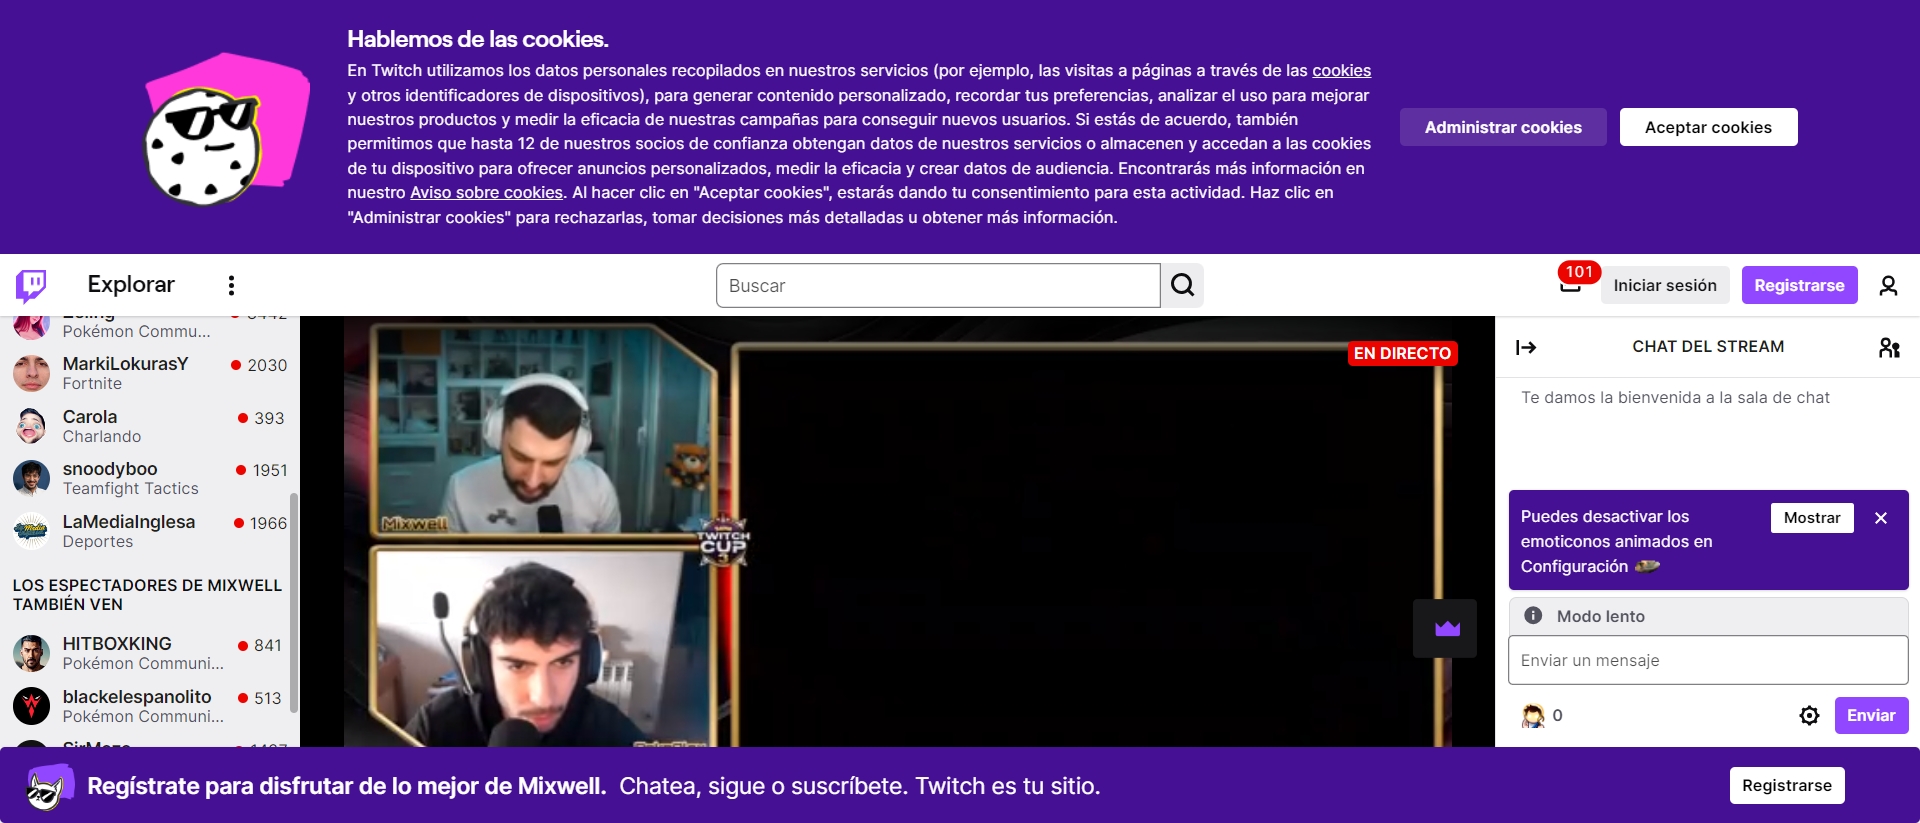 Hablemos de las cookies.
En Twitch utilizamos los datos personales recopilados en nuestros servicios (por ejemplo, las visitas a páginas a través de las cookies
y otros identificadores de dispositivos), para generar contenido personalizado, recordar tus preferencias, analizar el uso para mejorar
nuestros productos y medir la eficacia de nuestras campañas para conseguir nuevos usuarios. Si estás de acuerdo, también
permitimos que hasta 12 de nuestros socios de confianza obtengan datos de nuestros servicios o almacenen y accedan a las cookies
de tu dispositivo para ofrecer anuncios personalizados, medir la eficacia y crear datos de audiencia. Encontrarás más información en
nuestro Aviso sobre cookies. Al hacer clic en "Aceptar cookies", estarás dando tu consentimiento para esta actividad. Haz clic en
"Administrar cookies" para rechazarlas, tomar decisiones más detalladas u obtener más información.
Administrar cookies
Aceptar cookies
Explorar
Buscar
101
Iniciar sesión
Registrarse
Pokémon Commu...
MarkiLokurasY 2030
Fortnite
Carola 393
Charlando
snoodyboo 1951
Teamfight Tactics
LaMediaInglesa 1966
Deportes
LOS ESPECTADORES DE MIXWELL
TAMBIÉN VEN
HITBOXKING 841
Pokémon Communi...
blackelespanolito 513
Pokémon Communi...
EN DIRECTO
Mixwell
TWITCH
CUP
3
CHAT DEL STREAM
Te damos la bienvenida a la sala de chat
Puedes desactivar los
emoticonos animados en
Configuración
Mostrar
Modo lento
Enviar un mensaje
0
Enviar
Regístrate para disfrutar de lo mejor de Mixwell. Chatea, sigue o suscríbete. Twitch es tu sitio.
Registrarse